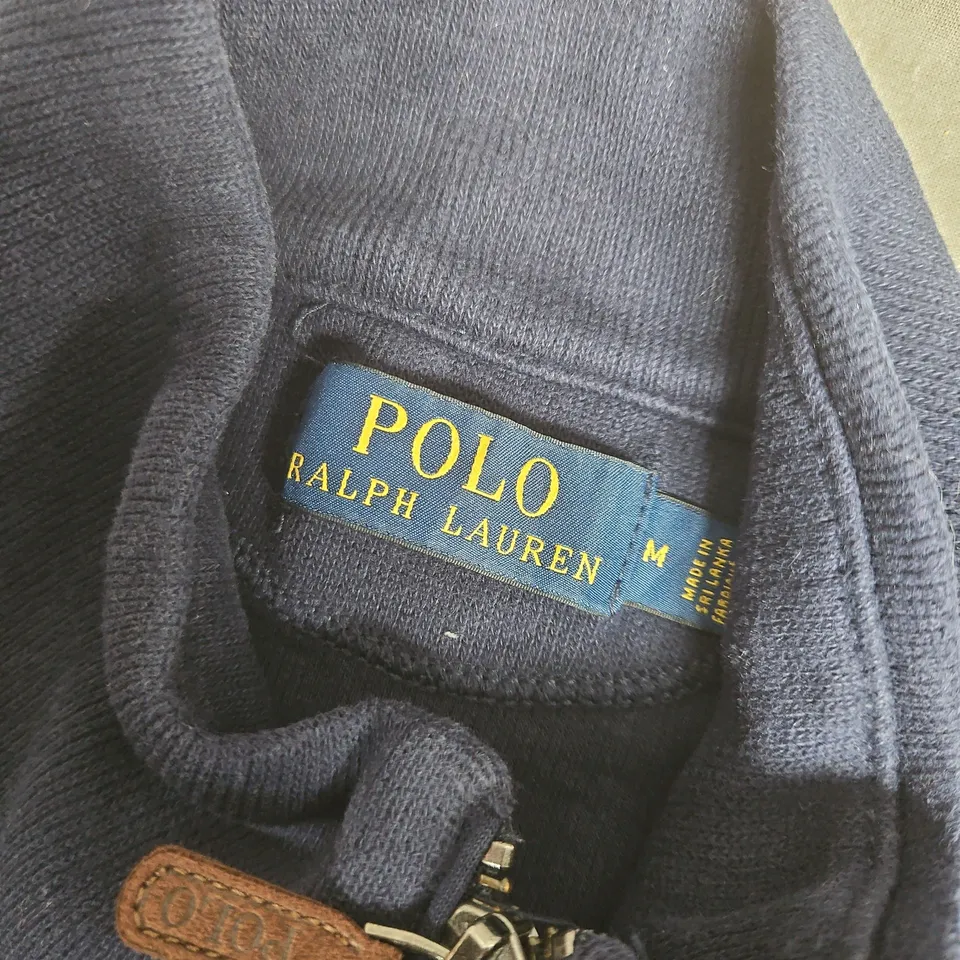 POLO
RALPH LAUREN
M
MADE IN
SRI LANKA
POLO